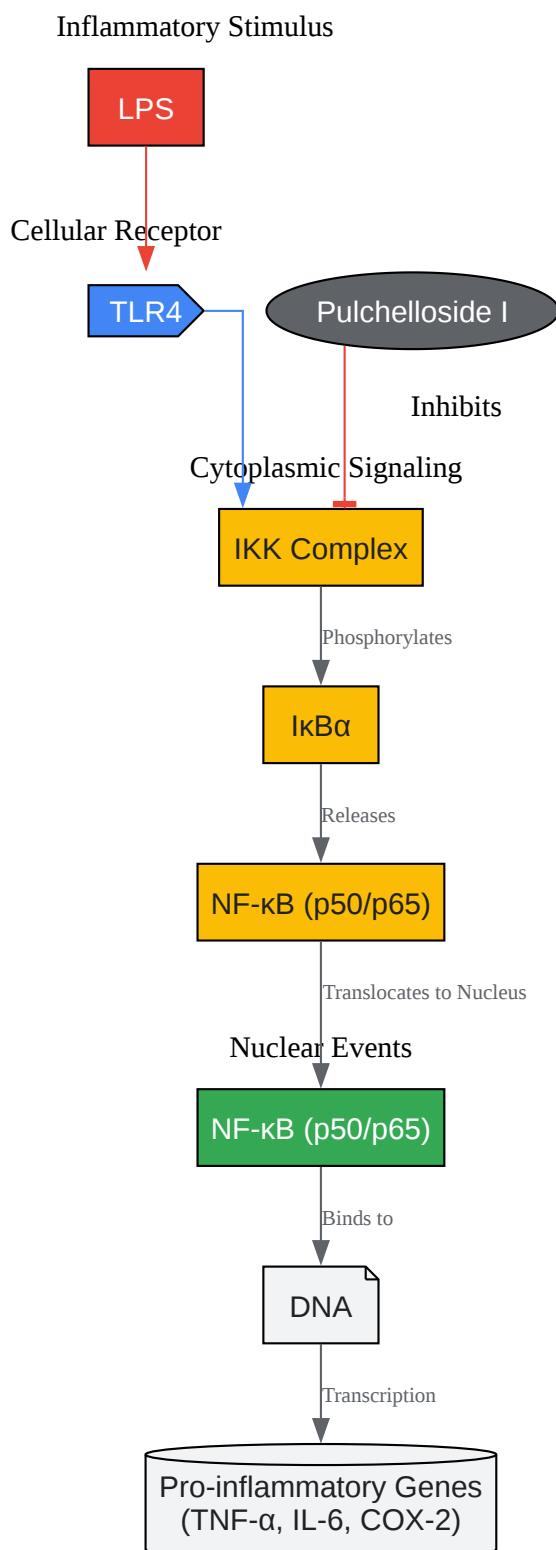 Inflammatory Stimulus
LPS
Cellular Receptor
TLR4
Pulchelloside I
Inhibits
Cytoplasmic Signaling
IKK Complex
Phosphorylates
IκBα
Releases
NF-κB (p50/p65)
Translocates to Nucleus
Nuclear Events
NF-κB (p50/p65)
Binds to
DNA
Transcription
Pro-inflammatory Genes
(TNF-α, IL-6, COX-2)